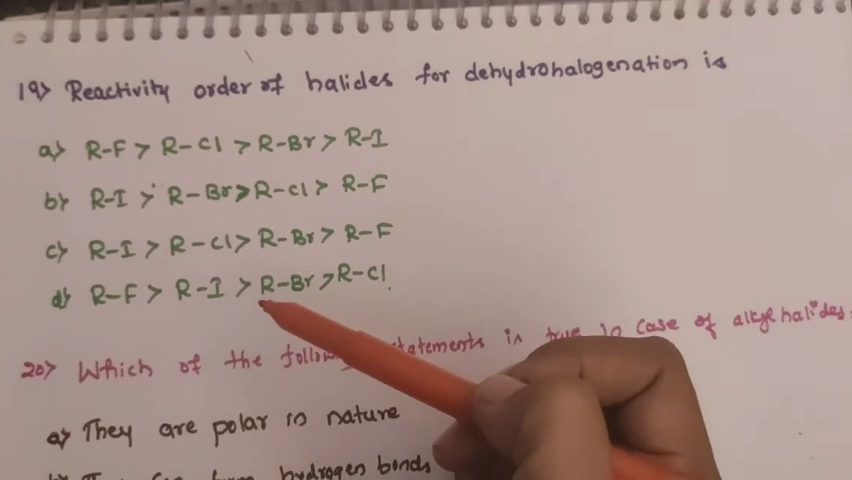 19) Reactivity order of halides for dehydrohalogenation is
a) R-F > R-Cl > R-Br > R-I
b) R-I > R-Br > R-Cl > R-F
c) R-I > R-Cl > R-Br > R-F
d) R-F > R-I > R-Br > R-Cl.
20) Which of the statements in true in case of alkyl halides.
a) They are polar in nature
hydrogen bonds